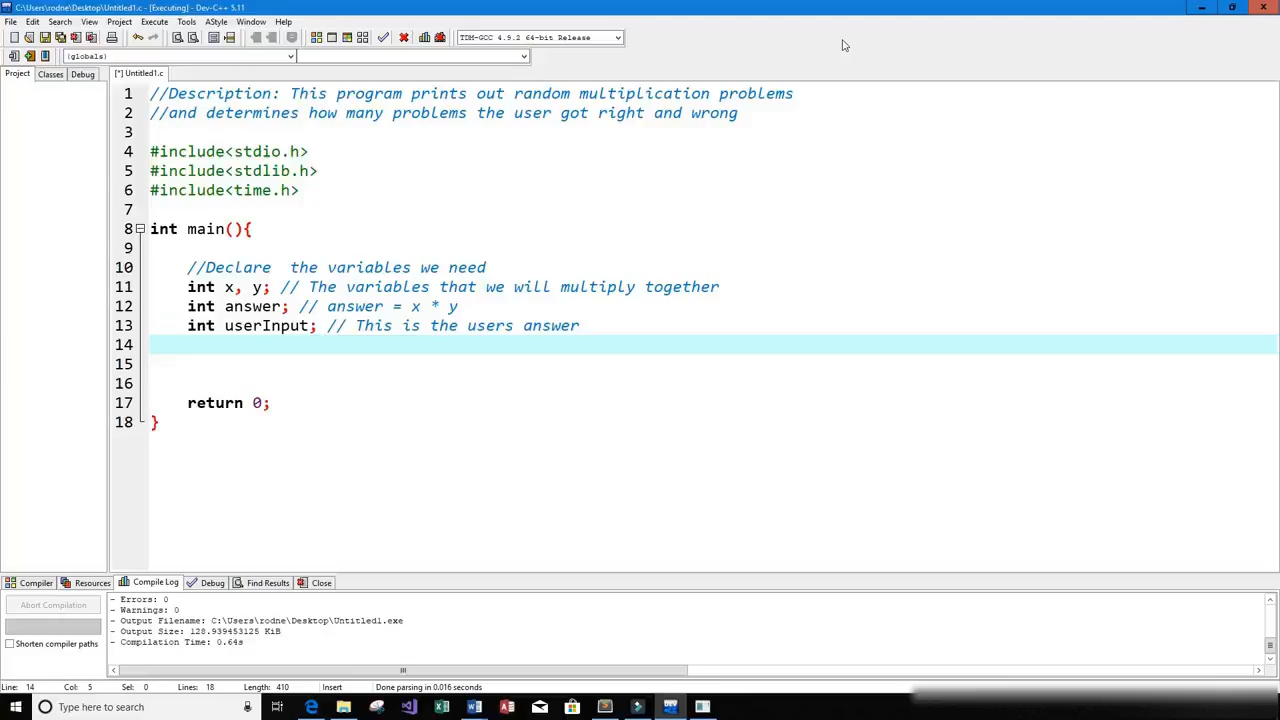 C:\Users\rodne\Desktop\Untitled1.c - [Executing] - Dev-C++ 5.11
File Edit Search View Project Execute Tools AStyle Window Help
TDM-GCC 4.9.2 64-bit Release
(globals)
Project Classes Debug [*] Untitled1.c
1 //Description: This program prints out random multiplication problems
2 //and determines how many problems the user got right and wrong
3
4 #include<stdio.h>
5 #include<stdlib.h>
6 #include<time.h>
7
8 int main(){
9
10 //Declare  the variables we need
11 int x, y; // The variables that we will multiply together
12 int answer; // answer = x * y
13 int userInput; // This is the users answer
14
15
16
17 return 0;
18 }
Compiler Resources Compile Log Debug Find Results Close
Abort Compilation
Shorten compiler paths
- Errors: 0
- Warnings: 0
- Output Filename: C:\Users\rodne\Desktop\Untitled1.exe
- Output Size: 128.939453125 KiB
- Compilation Time: 0.64s
Line: 14 Col: 5 Sel: 0 Lines: 18 Length: 410 Insert Done parsing in 0.016 seconds
Type here to search